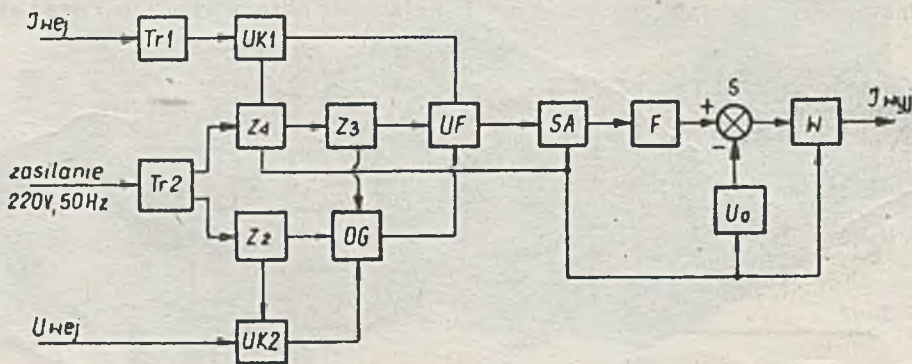 Iwej
Tr1
UK1
Z4
Z3
UF
SA
F
+
S
-
W
Iwyj
zasilanie
220V, 50Hz
Tr2
Z2
OG
Uo
Uwej
UK2